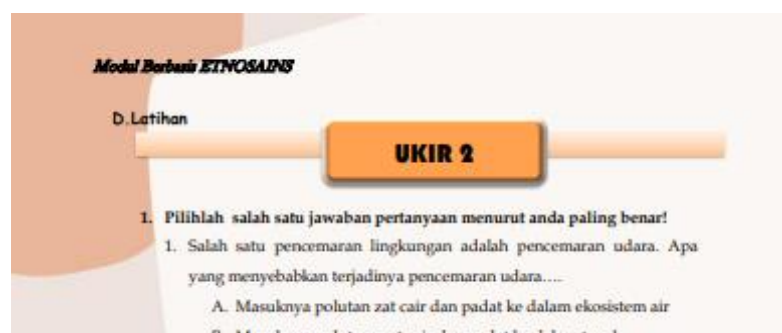 Modul Berbasis ETNOSAINS
D.Latihan
UKIR 2
1. Pilihlah salah satu jawaban pertanyaan menurut anda paling benar!
1. Salah satu pencemaran lingkungan adalah pencemaran udara. Apa
yang menyebabkan terjadinya pencemaran udara….
A. Masuknya polutan zat cair dan padat ke dalam ekosistem air